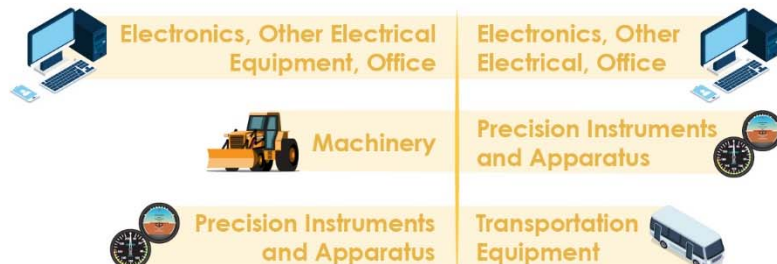 Electronics, Other Electrical
Equipment, Office
Machinery
Precision Instruments
and Apparatus
Electronics, Other
Electrical, Office
Precision Instruments
and Apparatus
Transportation
Equipment